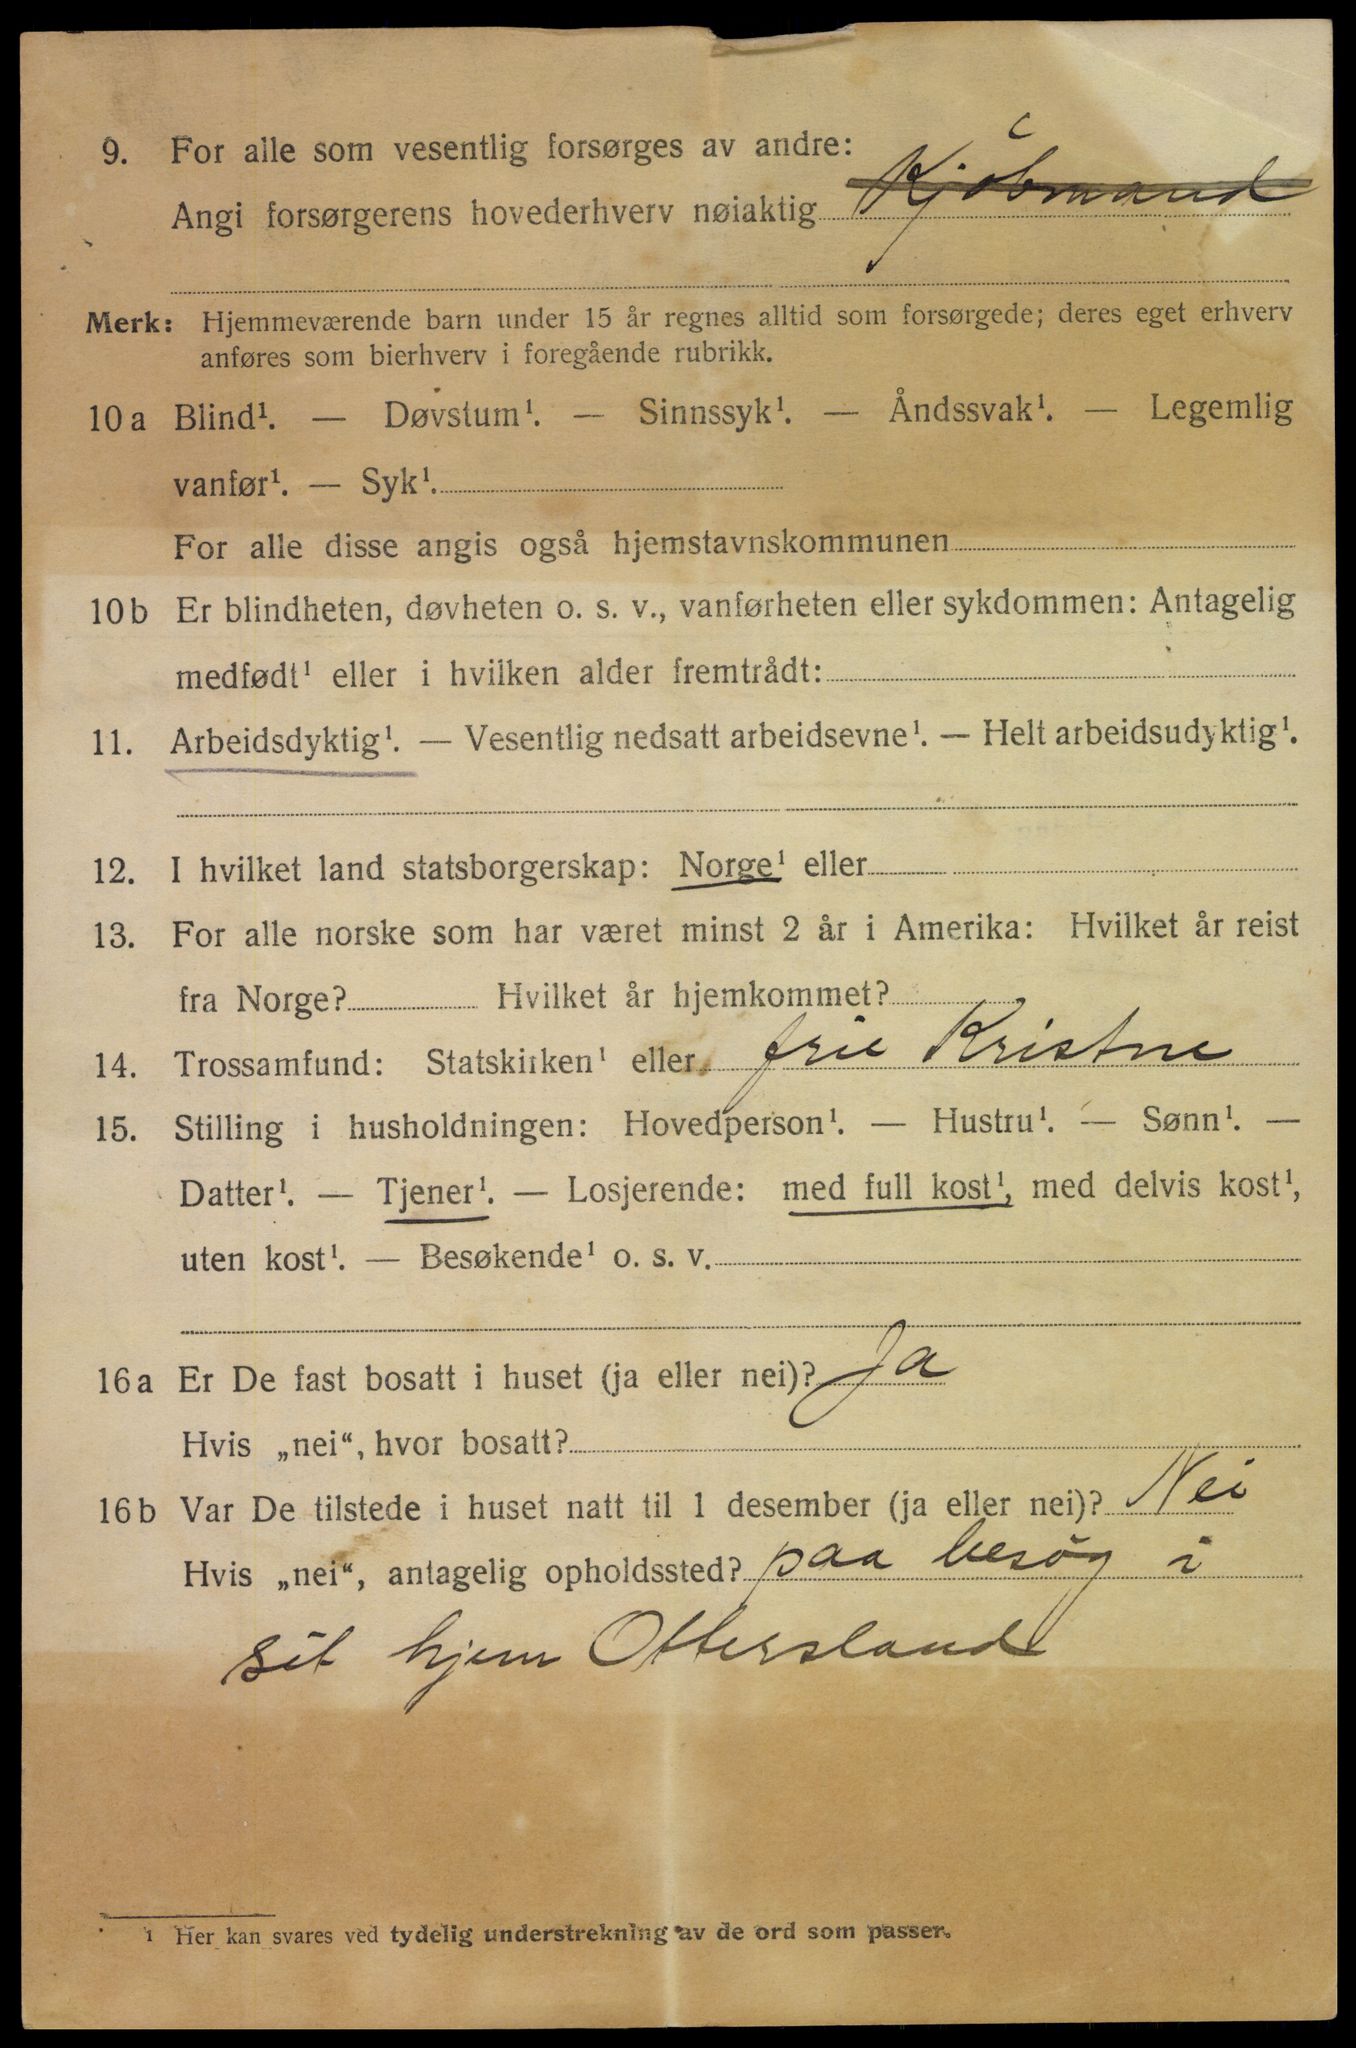 9. For alle som vesentlig forsørges av andre:
Angi forsørgerens hovederhverv nøiaktig Kjöbmand
Merk: Hjemmeværende barn under 15 år regnes alltid som forsørgede; deres eget erhverv
anføres som bierhverv i foregående rubrikk.
10 a Blind¹. — Døvstum¹. — Sinnssyk¹. — Åndssvak¹. — Legemlig
vanfør¹. — Syk¹.
For alle disse angis også hjemstavnskommunen
10 b Er blindheten, døvheten o. s. v., vanførheten eller sykdommen: Antagelig
medfødt¹ eller i hvilken alder fremtrådt:
11. Arbeidsdyktig¹. — Vesentlig nedsatt arbeidsevne¹. — Helt arbeidsudyktig¹.
12. I hvilket land statsborgerskap: Norge¹ eller
13. For alle norske som har været minst 2 år i Amerika: Hvilket år reist
fra Norge? Hvilket år hjemkommet?
14. Trossamfund: Statskirken¹ eller frie Kristne
15. Stilling i husholdningen: Hovedperson¹. — Hustru¹. — Sønn¹. —
Datter¹. — Tjener¹. — Losjerende: med full kost¹, med delvis kost¹,
uten kost¹. — Besøkende¹ o. s. v.
16 a Er De fast bosatt i huset (ja eller nei)? Ja
Hvis „nei“, hvor bosatt?
16 b Var De tilstede i huset natt til 1 desember (ja eller nei)? Nei
Hvis „nei“, antagelig opholdssted? paa besøg i
sit hjem Ottersland
1 Her kan svares ved tydelig understrekning av de ord som passer.